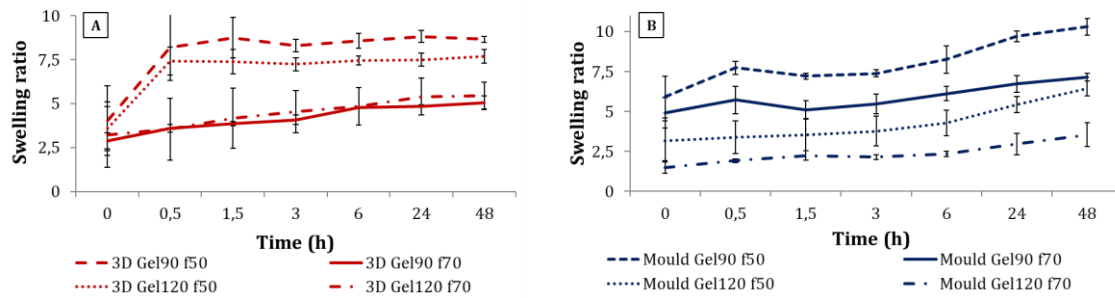 A
Swelling ratio
10
7,5
5
2,5
0
0 0,5 1,5 3 6 24 48
Time (h)
3D Gel90 f50 3D Gel90 f70
3D Gel120 f50 3D Gel120 f70
B
Swelling ratio
10
7,5
5
2,5
0
0 0,5 1,5 3 6 24 48
Time (h)
Mould Gel90 f50 Mould Gel90 f70
Mould Gel120 f50 Mould Gel120 f70